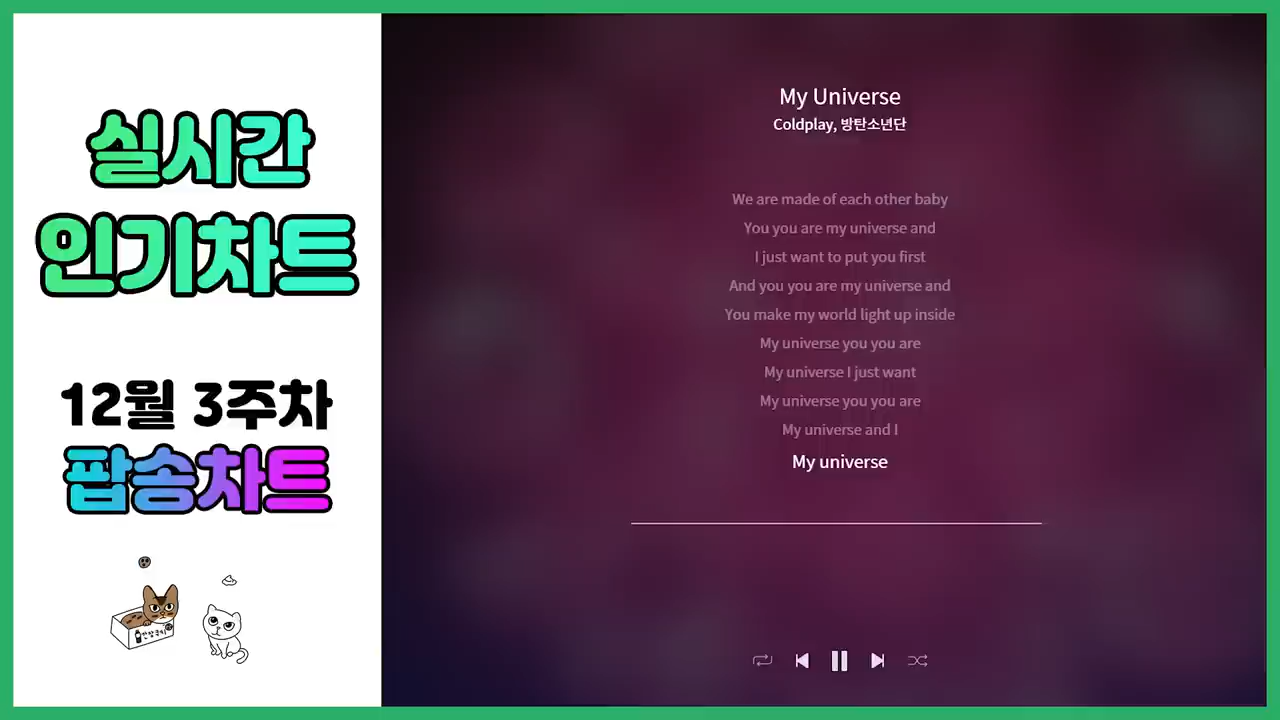 실시간
인기차트
12월 3주차
팝송차트
My Universe
Coldplay, 방탄소년단
We are made of each other baby
You you are my universe and
I just want to put you first
And you you are my universe and
You make my world light up inside
My universe you you are
My universe I just want
My universe you you are
My universe and I
My universe